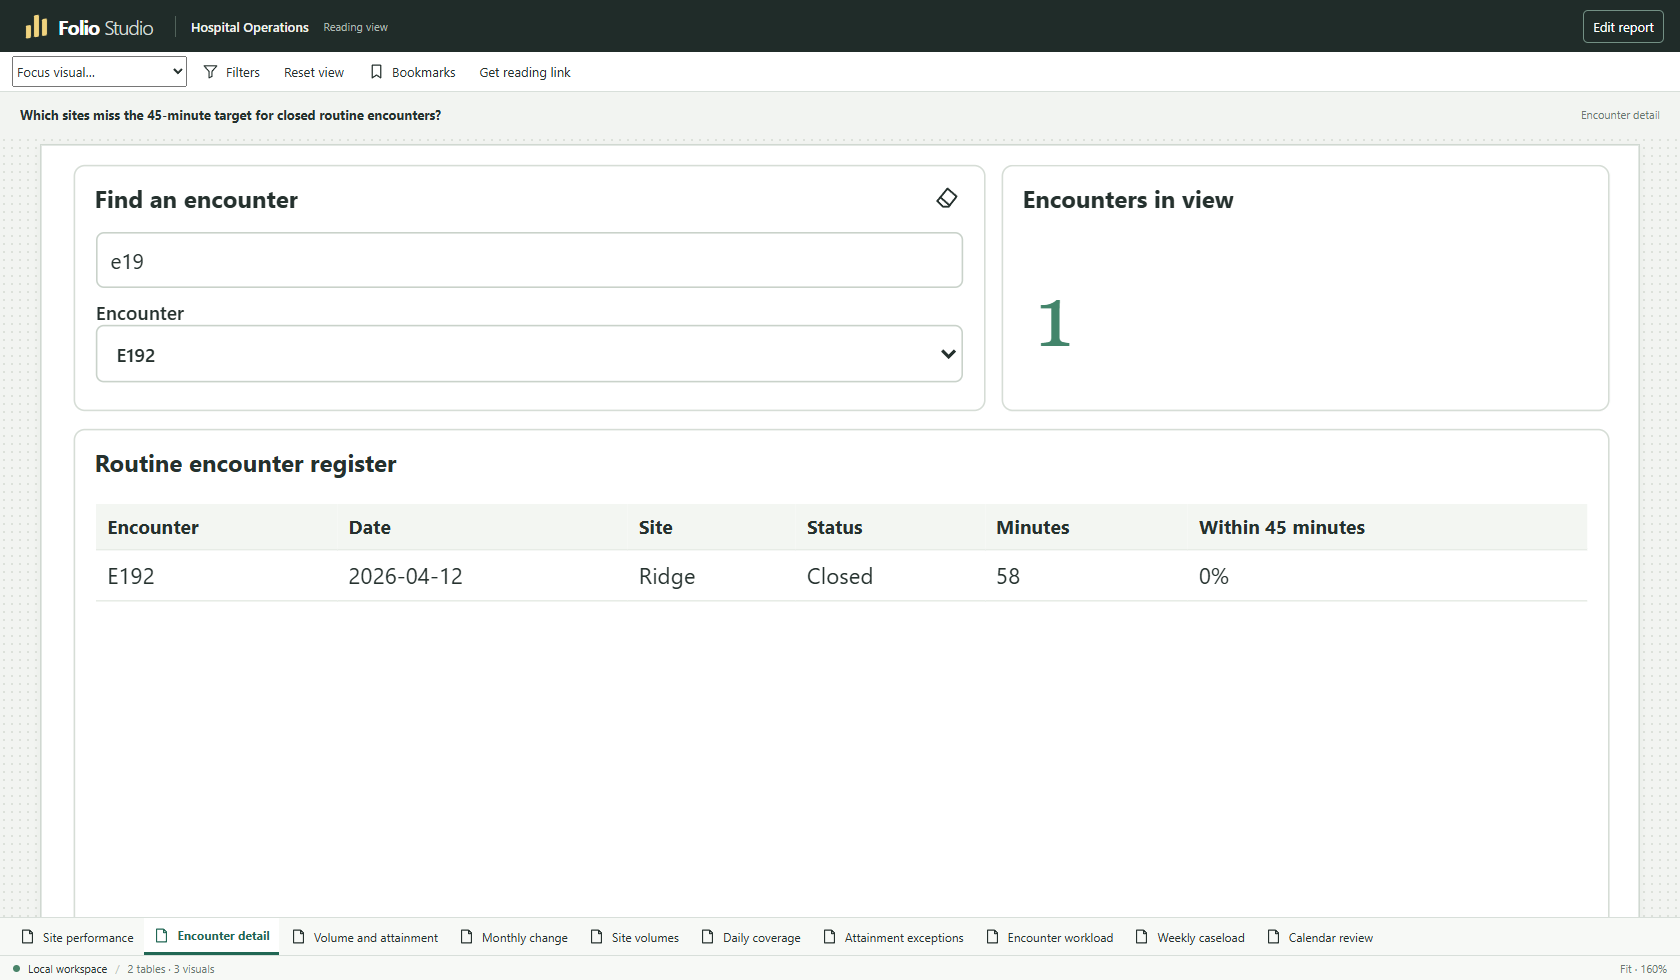 Folio Studio
Hospital Operations
Reading view
Edit report
Focus visual...
Filters
Reset view
Bookmarks
Get reading link
Which sites miss the 45-minute target for closed routine encounters?
Encounter detail
Find an encounter
e19
Encounter
E192
Encounters in view
1
Routine encounter register
Encounter Date Site Status Minutes Within 45 minutes
E192 2026-04-12 Ridge Closed 58 0%
Site performance
Encounter detail
Volume and attainment
Monthly change
Site volumes
Daily coverage
Attainment exceptions
Encounter workload
Weekly caseload
Calendar review
Local workspace / 2 tables · 3 visuals
Fit · 160%